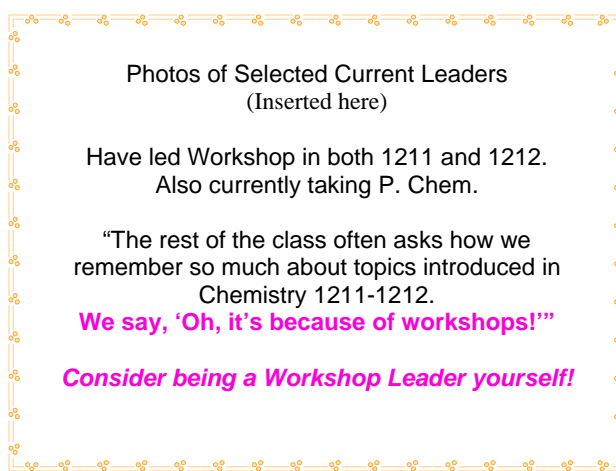 Photos of Selected Current Leaders
(Inserted here)
Have led Workshop in both 1211 and 1212.
Also currently taking P. Chem.
“The rest of the class often asks how we
remember so much about topics introduced in
Chemistry 1211-1212.
We say, ‘Oh, it’s because of workshops!’”
Consider being a Workshop Leader yourself!